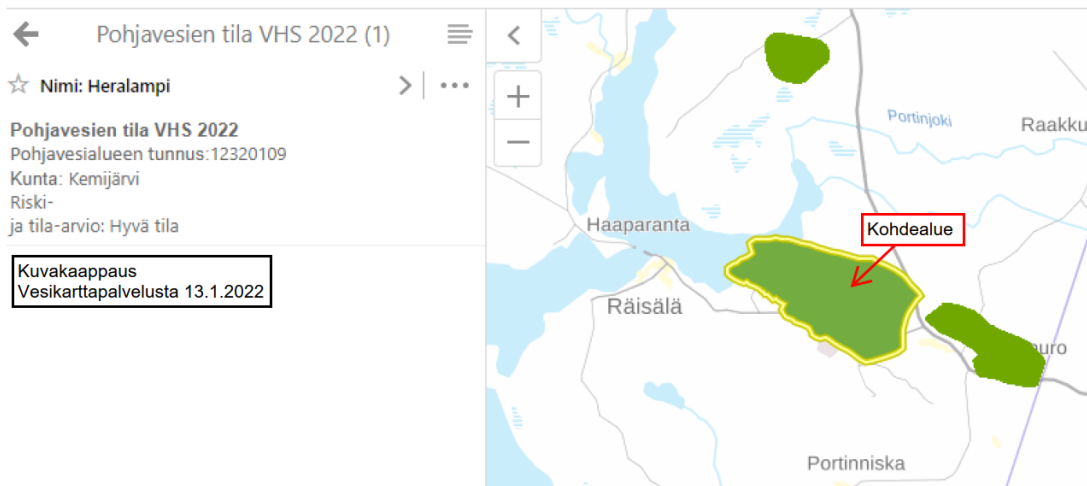 Pohjavesien tila VHS 2022 (1)
Nimi: Heralampi
Pohjavesien tila VHS 2022
Pohjavesialueen tunnus:12320109
Kunta: Kemijärvi
Riski-
ja tila-arvio: Hyvä tila
Kuvakaappaus
Vesikarttapalvelusta 13.1.2022
Portinjoki
Raakku
Haaparanta
Kohdealue
Räisälä
uro
Portinniska